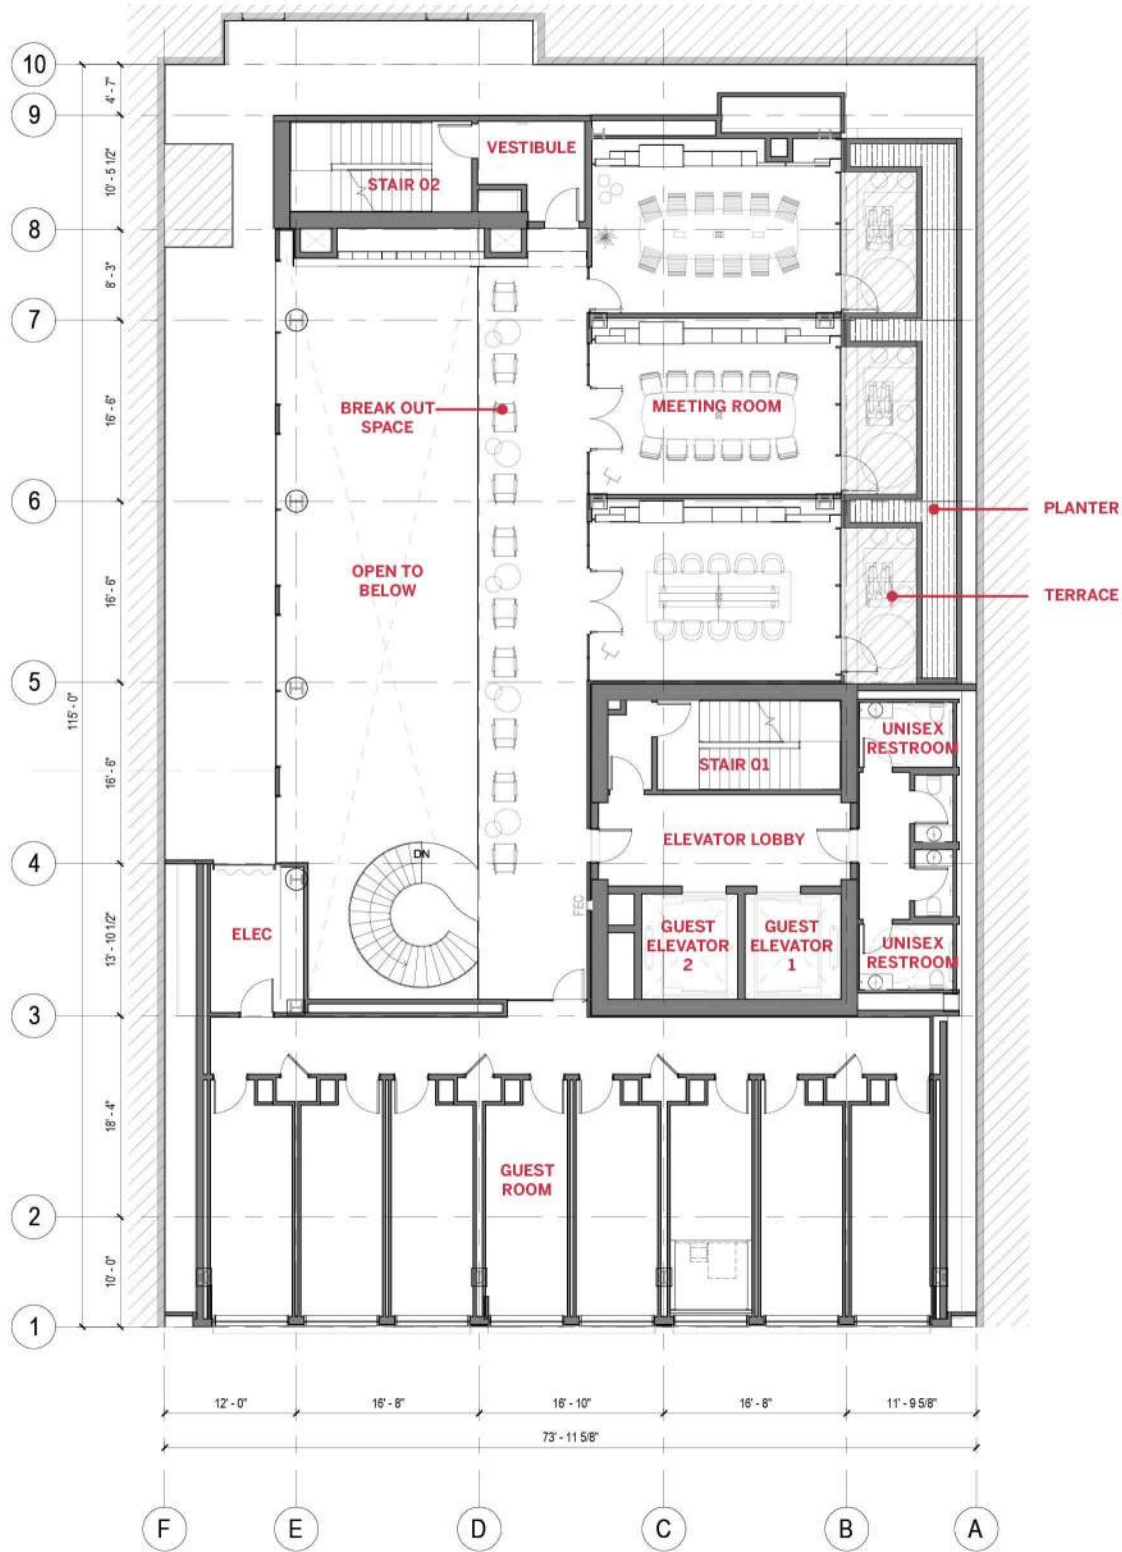 10
9
8
7
6
5
4
3
2
1
4' - 7"
10' - 5 1/2"
8' - 3"
16' - 6"
16' - 6"
16' - 6"
13' - 10 1/2"
18' - 4"
10' - 0"
115' - 0"
VESTIBULE
STAIR 02
BREAK OUT
SPACE
MEETING ROOM
PLANTER
OPEN TO
BELOW
TERRACE
UNISEX
RESTROOM
STAIR 01
ELEVATOR LOBBY
DN
FEC
ELEC
GUEST
ELEVATOR
2
GUEST
ELEVATOR
1
UNISEX
RESTROOM
GUEST
ROOM
12' - 0"
16' - 8"
16' - 10"
16' - 8"
11' - 9 5/8"
73' - 11 5/8"
F
E
D
C
B
A